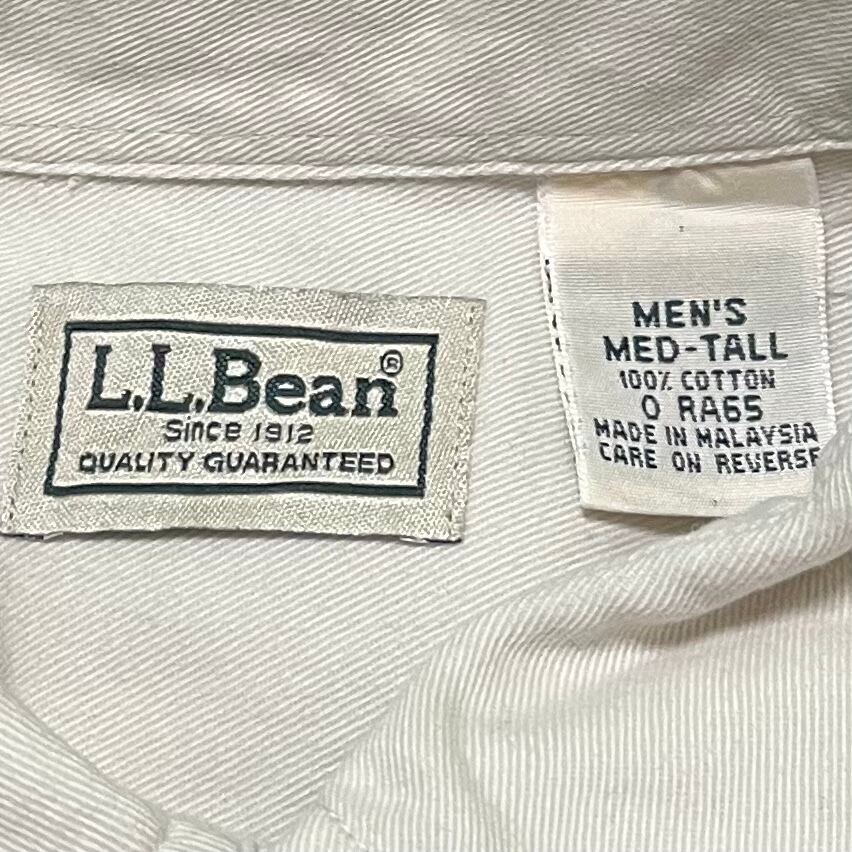 L.L.Bean®
Since 1912
QUALITY GUARANTEED
MEN'S
MED-TALL
100% COTTON
0 RA65
MADE IN MALAYSIA
CARE ON REVERSE